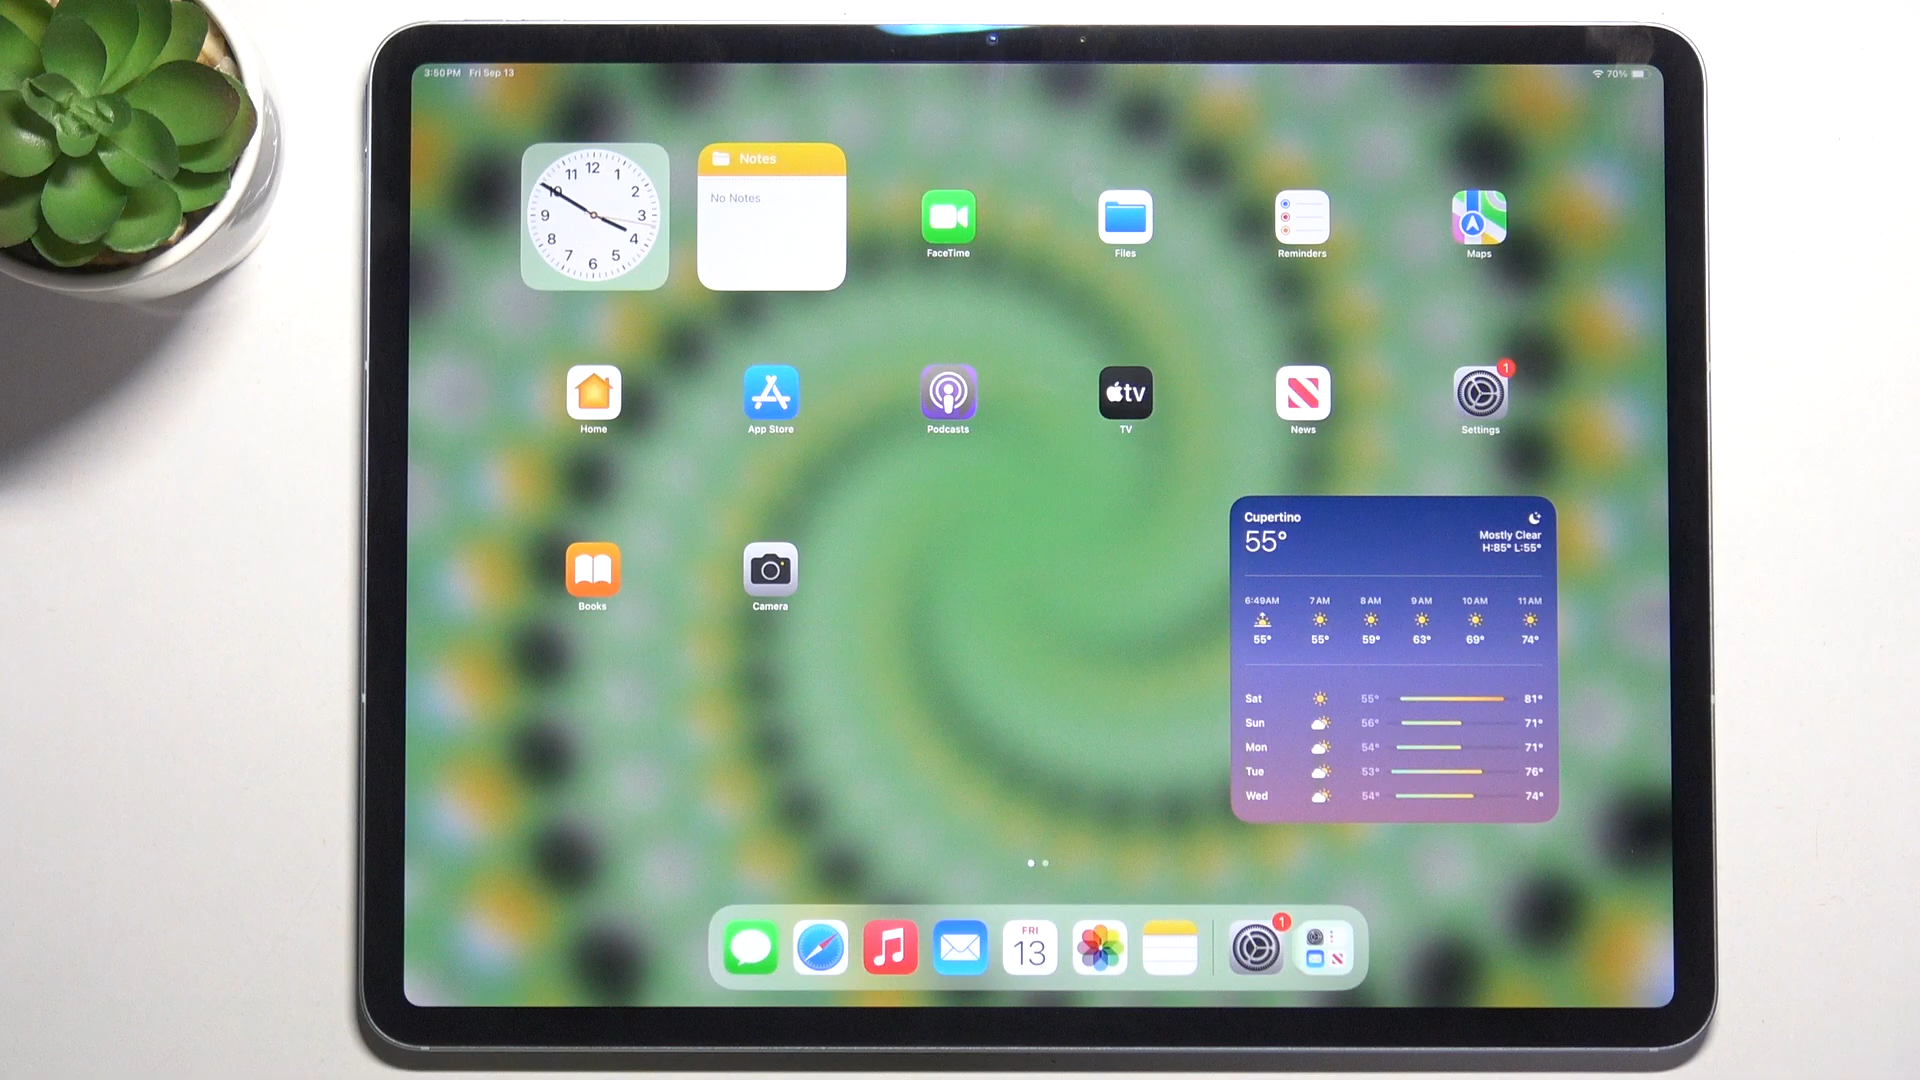 3:50 PM Fri Sep 13
70%
12
11 1
10 2
9 3
8 4
7 5
6
Notes
No Notes
FaceTime
Files
Reminders
Maps
Home
App Store
Podcasts
tv
TV
News
1
Settings
Books
Camera
Cupertino
55°
Mostly Clear
H:85° L:55°
6:49AM 7AM 8AM 9AM 10AM 11AM
55° 55° 59° 63° 69° 74°
Sat 55° 81°
Sun 56° 71°
Mon 54° 71°
Tue 53° 76°
Wed 54° 74°
FRI
13
1